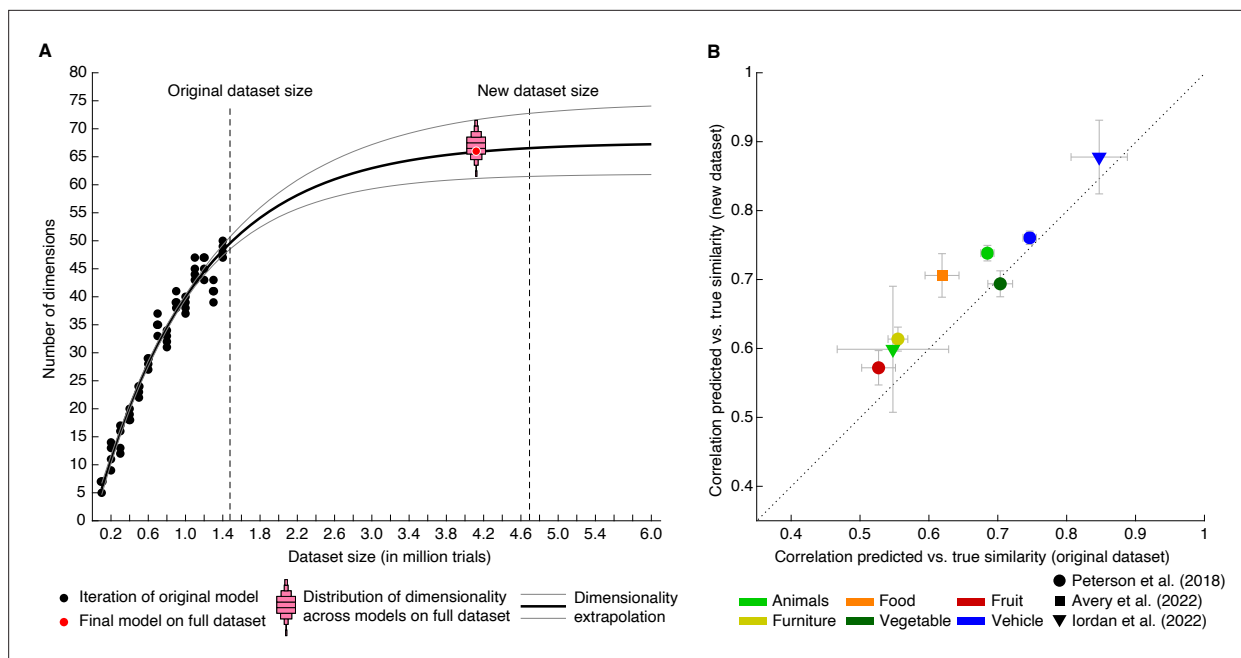 A
80
75
70
65
60
55
50
45
40
35
30
25
20
15
10
5
0
Number of dimensions
Original dataset size
New dataset size
0.2 0.6 1.0 1.4 1.8 2.2 2.6 3.0 3.4 3.8 4.2 4.6 5.0 5.4 6.0
Dataset size (in million trials)
Iteration of original model
Final model on full dataset
Distribution of dimensionality
across models on full dataset
Dimensionality
extrapolation
B
1
0.9
0.8
0.7
0.6
0.5
0.4
Correlation predicted vs. true similarity (new dataset)
0.4 0.5 0.6 0.7 0.8 0.9 1
Correlation predicted vs. true similarity (original dataset)
Animals
Food
Fruit
Furniture
Vegetable
Vehicle
Peterson et al. (2018)
Avery et al. (2022)
Iordan et al. (2022)